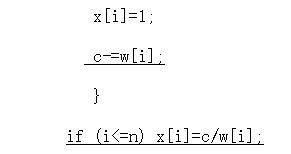 x[i]=1;
c-=w[i];
}
if (i<=n) x[i]=c/w[i];